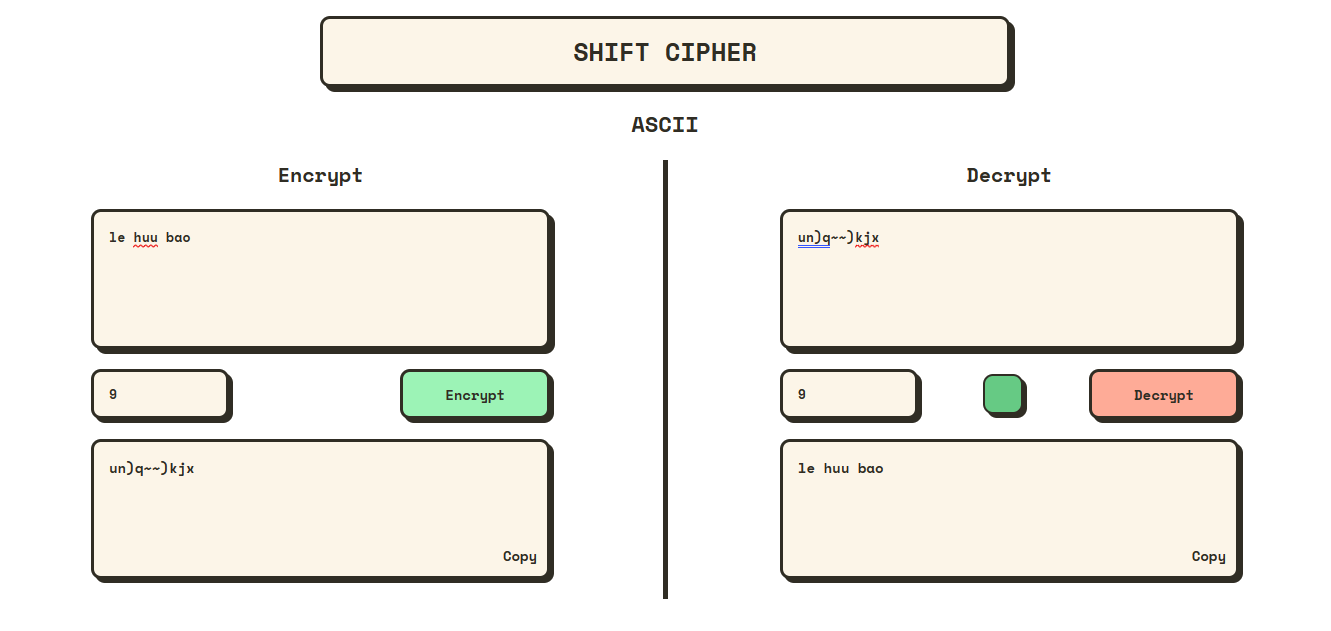 SHIFT CIPHER
ASCII
Encrypt
le huu bao
9
Encrypt
un)q~~)kjx
Copy
Decrypt
un)q~~)kjx
9
Decrypt
le huu bao
Copy